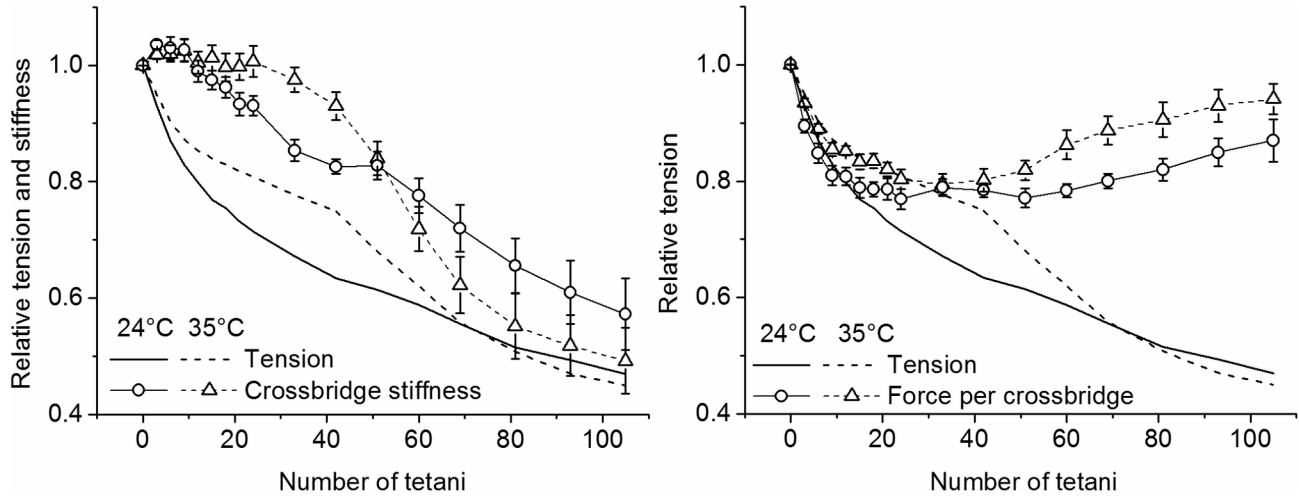 Relative tension and stiffness
1.0
0.8
0.6
0.4
24°C 35°C
Tension
Crossbridge stiffness
0 20 40 60 80 100
Number of tetani
Relative tension
1.0
0.8
0.6
0.4
24°C 35°C
Tension
Force per crossbridge
0 20 40 60 80 100
Number of tetani